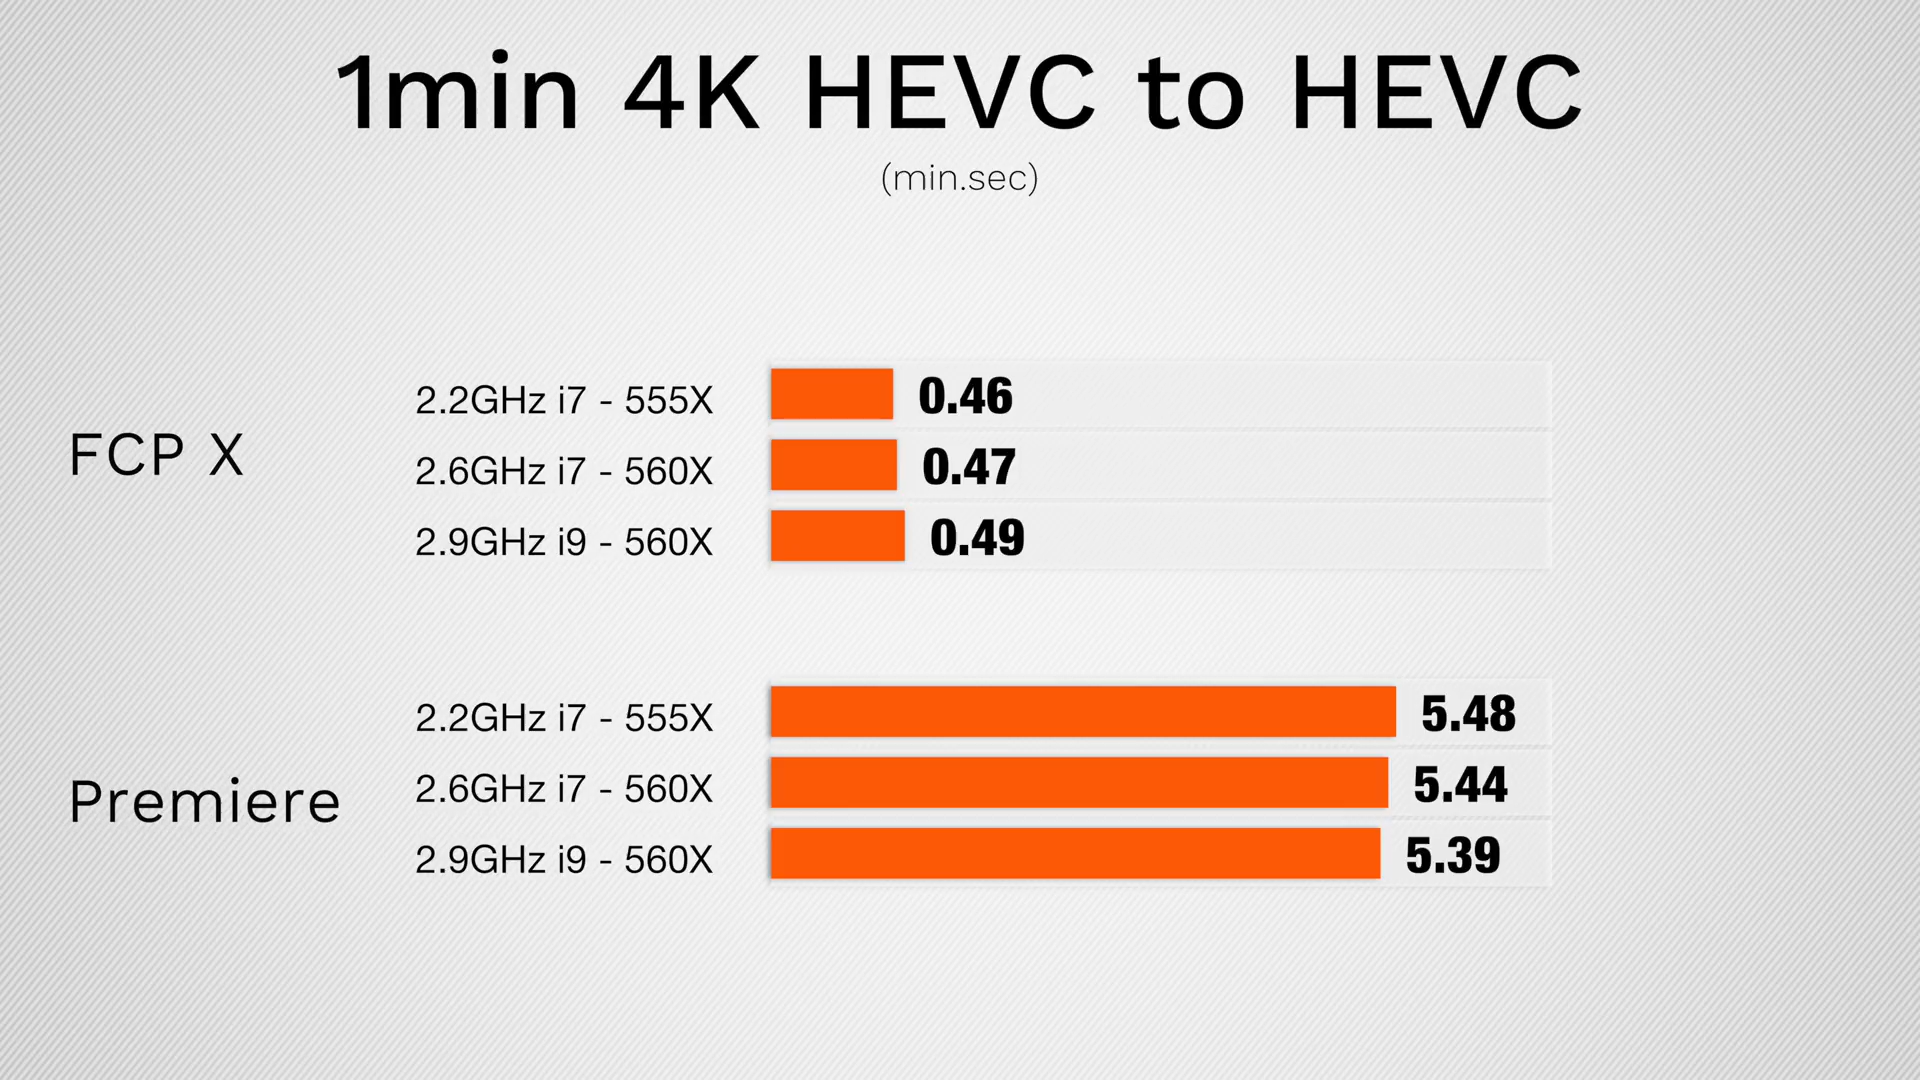 1min 4K HEVC to HEVC
(min.sec)
FCP X
2.2GHz i7 - 555X 0.46
2.6GHz i7 - 560X 0.47
2.9GHz i9 - 560X 0.49
Premiere
2.2GHz i7 - 555X 5.48
2.6GHz i7 - 560X 5.44
2.9GHz i9 - 560X 5.39